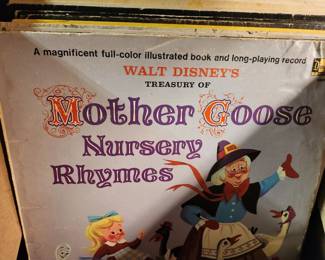 A magnificent full-color illustrated book and long-playing record
WALT DISNEY'S
TREASURY OF
Mother Goose
Nursery
Rhymes